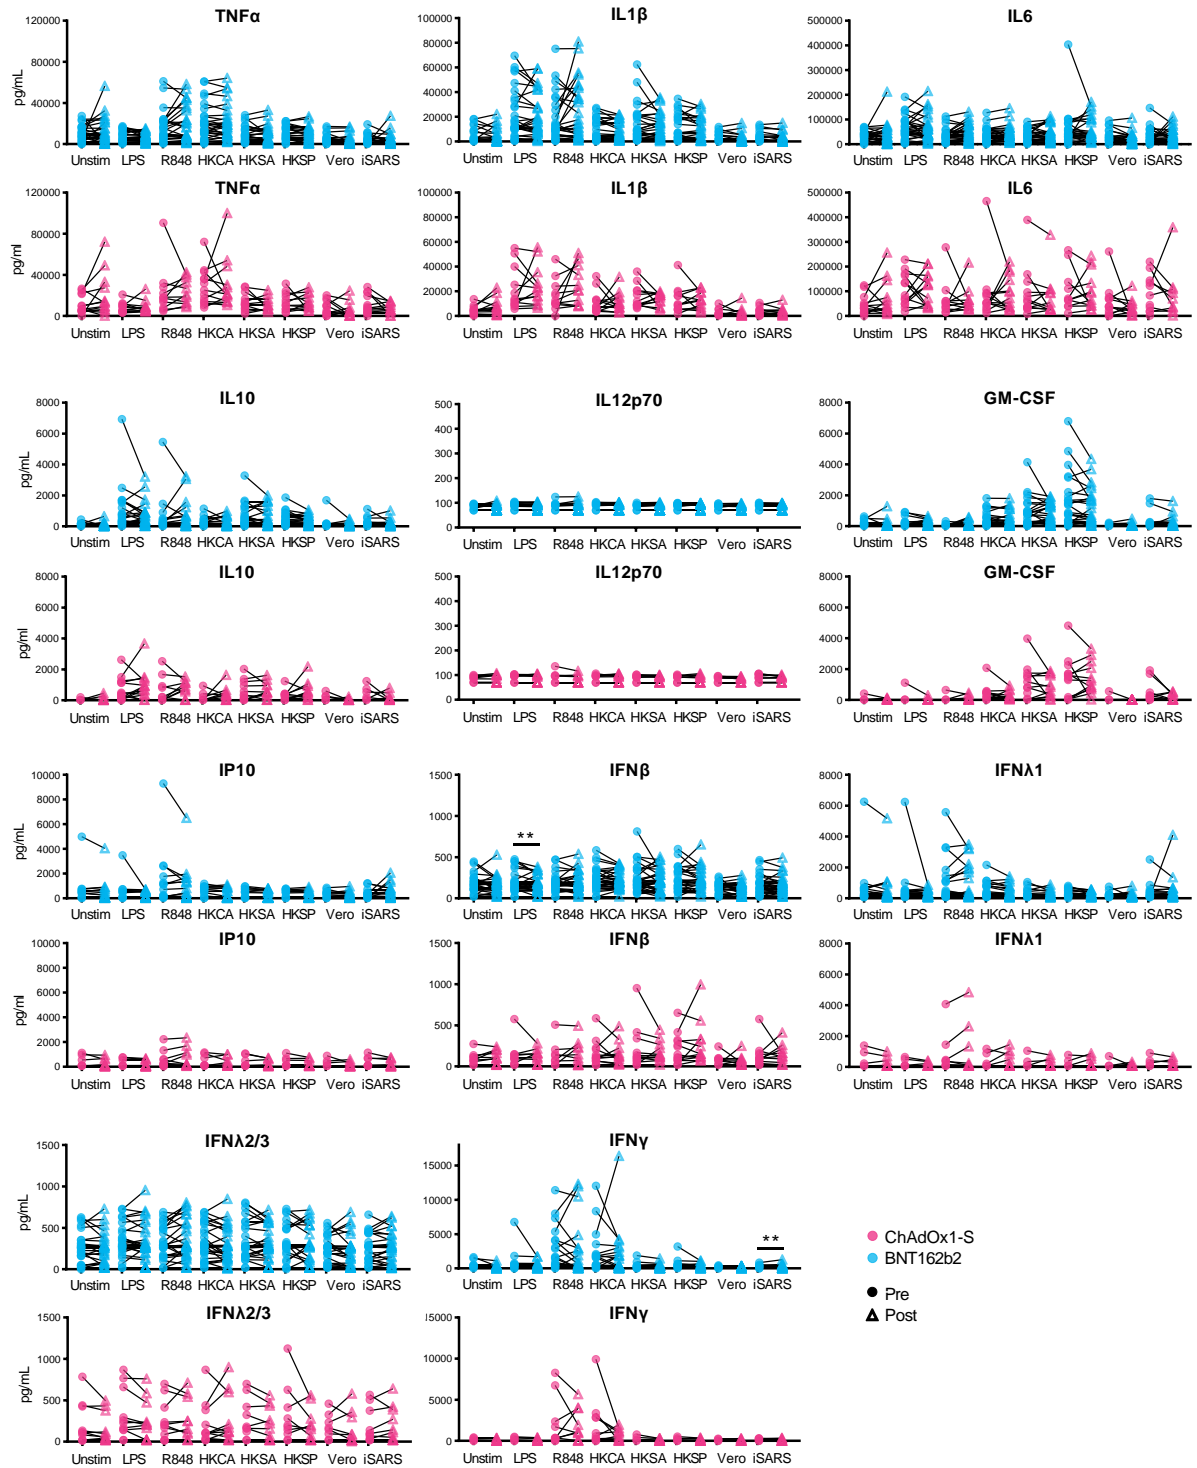 TNFα IL1β IL6
120000 100000 500000
80000 400000
80000 60000 300000
pg/mL
40000 40000 200000
20000 100000
0 0 0
Unstim LPS R848 HKCA HKSA HKSP Vero iSARS Unstim LPS R848 HKCA HKSA HKSP Vero iSARS Unstim LPS R848 HKCA HKSA HKSP Vero iSARS
TNFα IL1β IL6
120000 100000 500000
80000 400000
80000 60000 300000
pg/ml
40000 40000 200000
20000 100000
0 0 0
Unstim LPS R848 HKCA HKSA HKSP Vero iSARS Unstim LPS R848 HKCA HKSA HKSP Vero iSARS Unstim LPS R848 HKCA HKSA HKSP Vero iSARS
IL10 IL12p70 GM-CSF
8000 500 8000
6000 400 6000
300
pg/mL
4000 200 4000
2000 100 2000
0 0 0
Unstim LPS R848 HKCA HKSA HKSP Vero iSARS Unstim LPS R848 HKCA HKSA HKSP Vero iSARS Unstim LPS R848 HKCA HKSA HKSP Vero iSARS
IL10 IL12p70 GM-CSF
8000 500 8000
6000 400 6000
300
pg/ml
4000 200 4000
2000 100 2000
0 0 0
Unstim LPS R848 HKCA HKSA HKSP Vero iSARS Unstim LPS R848 HKCA HKSA HKSP Vero iSARS Unstim LPS R848 HKCA HKSA HKSP Vero iSARS
IP10 IFNβ IFNλ1
10000 1500 8000
8000 1000 6000
6000
pg/mL
4000 ** 4000
2000 500 2000
0 0 0
Unstim LPS R848 HKCA HKSA HKSP Vero iSARS Unstim LPS R848 HKCA HKSA HKSP Vero iSARS Unstim LPS R848 HKCA HKSA HKSP Vero iSARS
IP10 IFNβ IFNλ1
10000 1500 8000
8000 1000 6000
6000
pg/ml
4000 4000
2000 500 2000
0 0 0
Unstim LPS R848 HKCA HKSA HKSP Vero iSARS Unstim LPS R848 HKCA HKSA HKSP Vero iSARS Unstim LPS R848 HKCA HKSA HKSP Vero iSARS
IFNλ2/3 IFNγ
1500 15000
1000 10000
pg/mL
500 5000 **
0 0
Unstim LPS R848 HKCA HKSA HKSP Vero iSARS Unstim LPS R848 HKCA HKSA HKSP Vero iSARS
ChAdOx1-S
BNT162b2
Pre
Post
IFNλ2/3 IFNγ
1500 15000
1000 10000
pg/mL
500 5000
0 0
Unstim LPS R848 HKCA HKSA HKSP Vero iSARS Unstim LPS R848 HKCA HKSA HKSP Vero iSARS